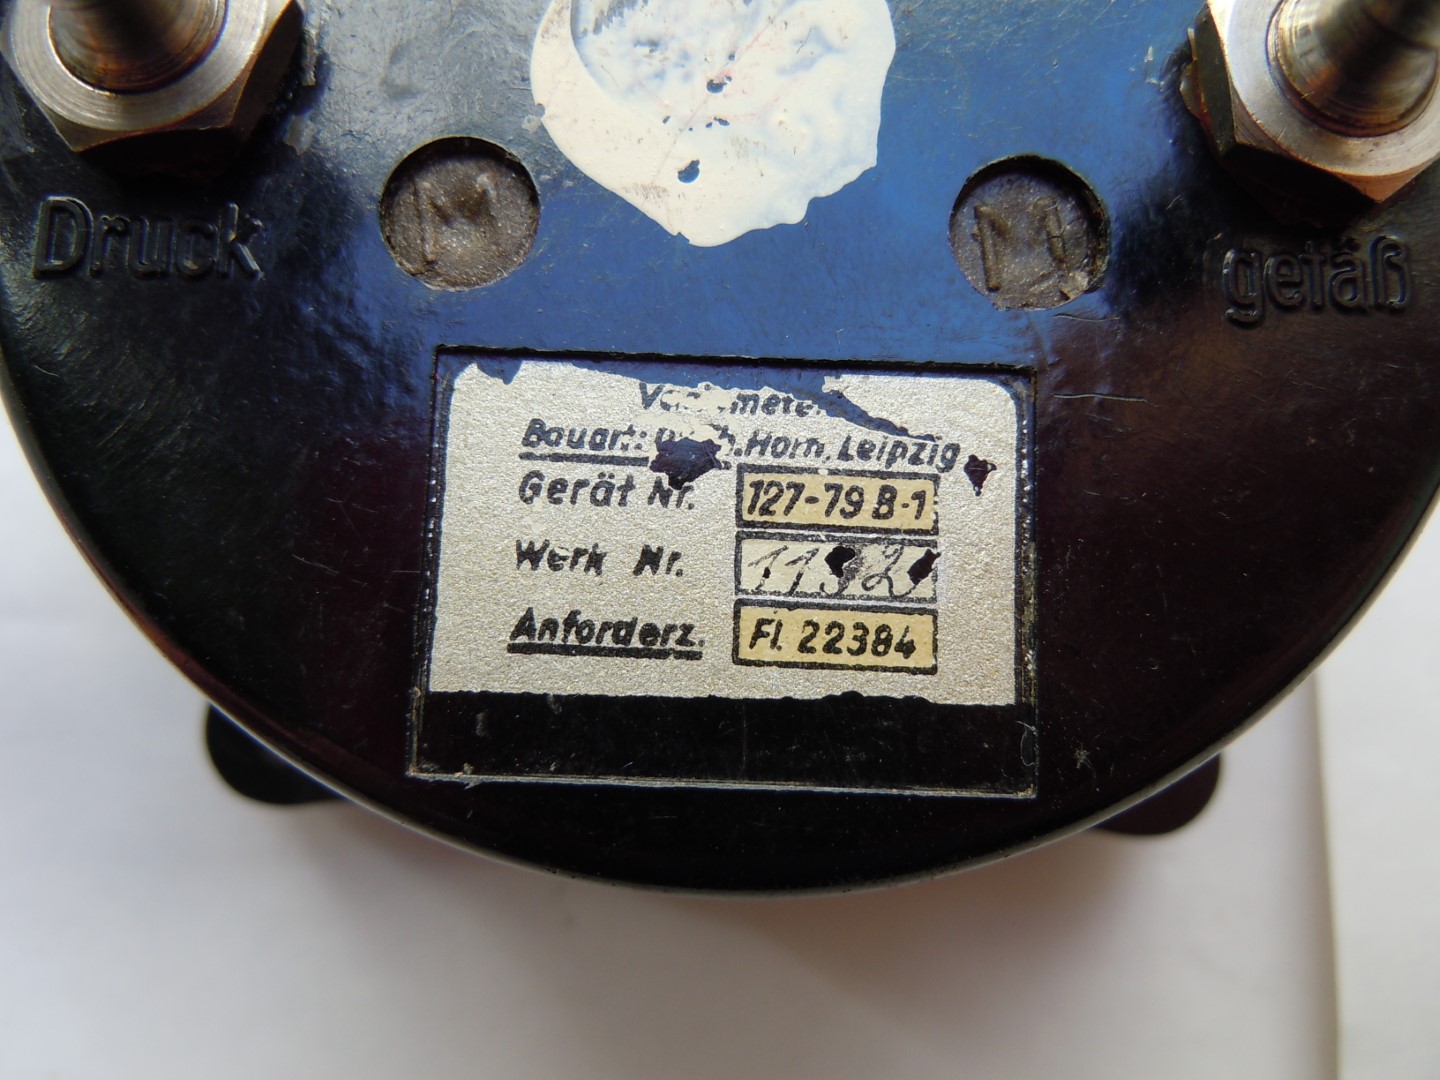 Druck
gefäß
Bauart: Horn, Leipzig
Gerät Nr. 127-79 B-1
Werk Nr.
Anforderz. Fl. 22384